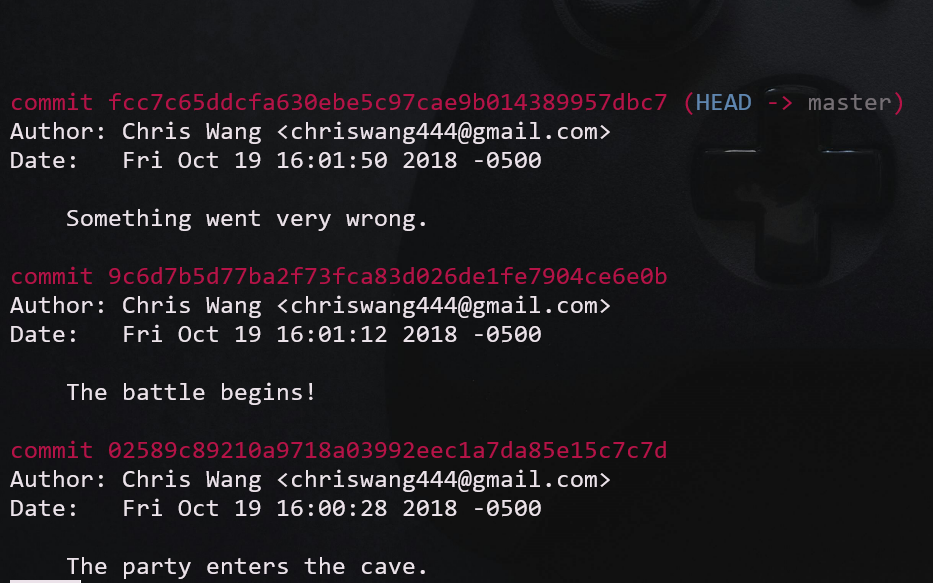 commit fcc7c65ddcfa630ebe5c97cae9b014389957dbc7 (HEAD -> master)
Author: Chris Wang <chriswang444@gmail.com>
Date:   Fri Oct 19 16:01:50 2018 -0500
Something went very wrong.
commit 9c6d7b5d77ba2f73fca83d026de1fe7904ce6e0b
Author: Chris Wang <chriswang444@gmail.com>
Date:   Fri Oct 19 16:01:12 2018 -0500
The battle begins!
commit 02589c89210a9718a03992eec1a7da85e15c7c7d
Author: Chris Wang <chriswang444@gmail.com>
Date:   Fri Oct 19 16:00:28 2018 -0500
The party enters the cave.